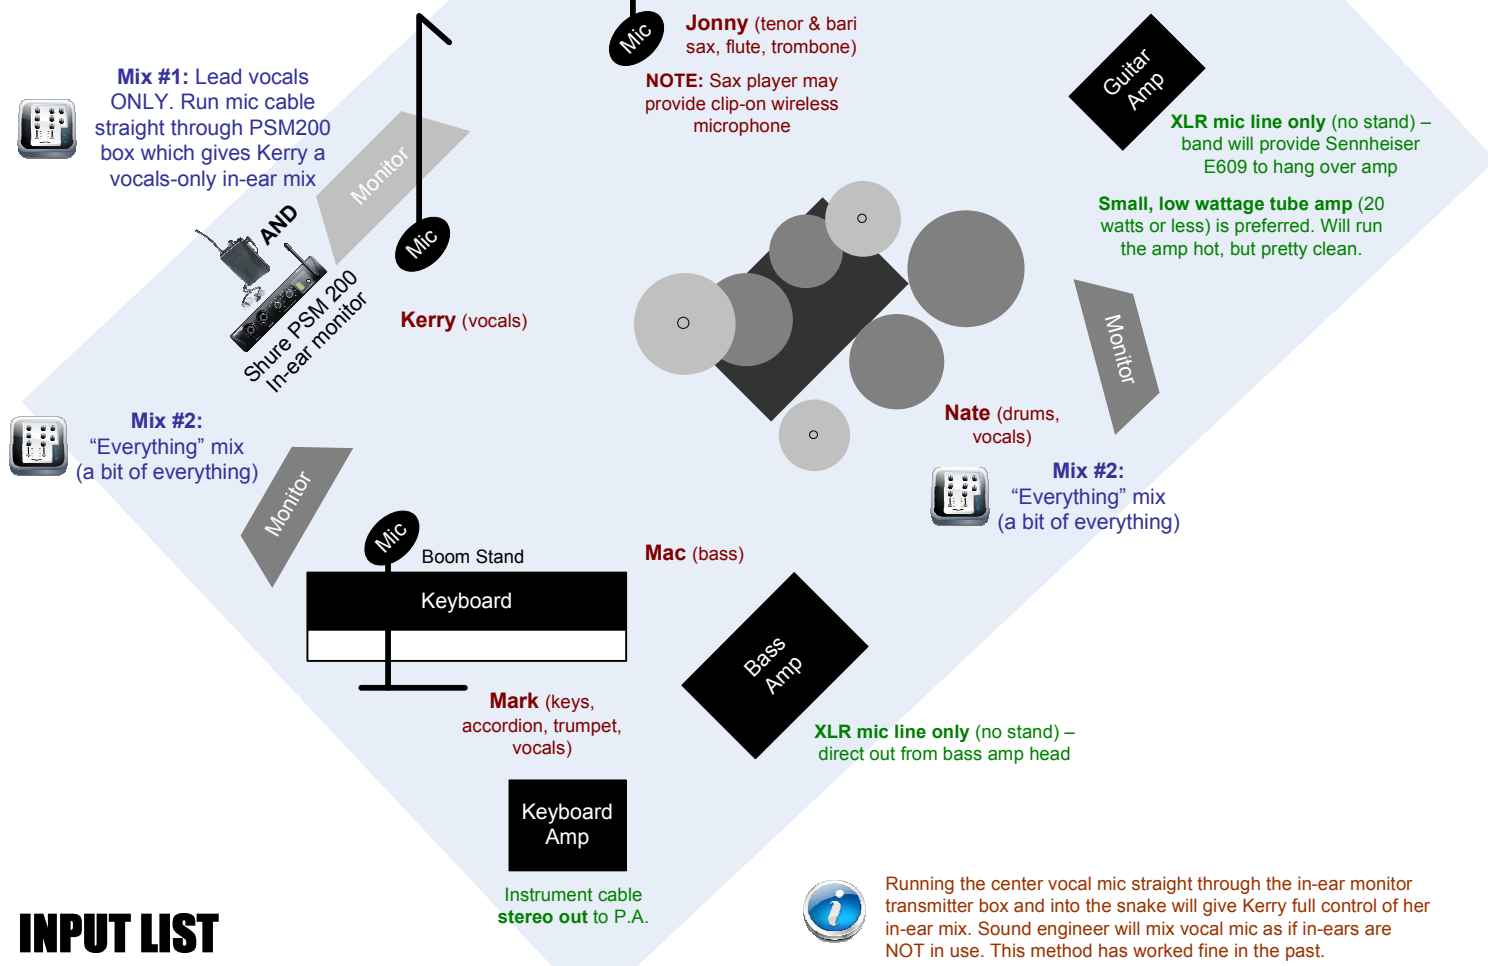 Mic
Jonny (tenor & bari
sax, flute, trombone)
NOTE: Sax player may
provide clip-on wireless
microphone
Guitar
Amp
XLR mic line only (no stand) –
band will provide Sennheiser
E609 to hang over amp
Small, low wattage tube amp (20
watts or less) is preferred. Will run
the amp hot, but pretty clean.
Mix #1: Lead vocals
ONLY. Run mic cable
straight through PSM200
box which gives Kerry a
vocals-only in-ear mix
Monitor
AND
Mic
Shure PSM 200
In-ear monitor
Kerry (vocals)
Monitor
Nate (drums,
vocals)
Mix #2:
“Everything” mix
(a bit of everything)
Mix #2:
“Everything” mix
(a bit of everything)
Monitor
Mic
Boom Stand
Keyboard
Mac (bass)
Bass
Amp
XLR mic line only (no stand) –
direct out from bass amp head
Mark (keys,
accordion, trumpet,
vocals)
Keyboard
Amp
Instrument cable
stereo out to P.A.
INPUT LIST
Running the center vocal mic straight through the in-ear monitor
transmitter box and into the snake will give Kerry full control of her
in-ear mix. Sound engineer will mix vocal mic as if in-ears are
NOT in use. This method has worked fine in the past.